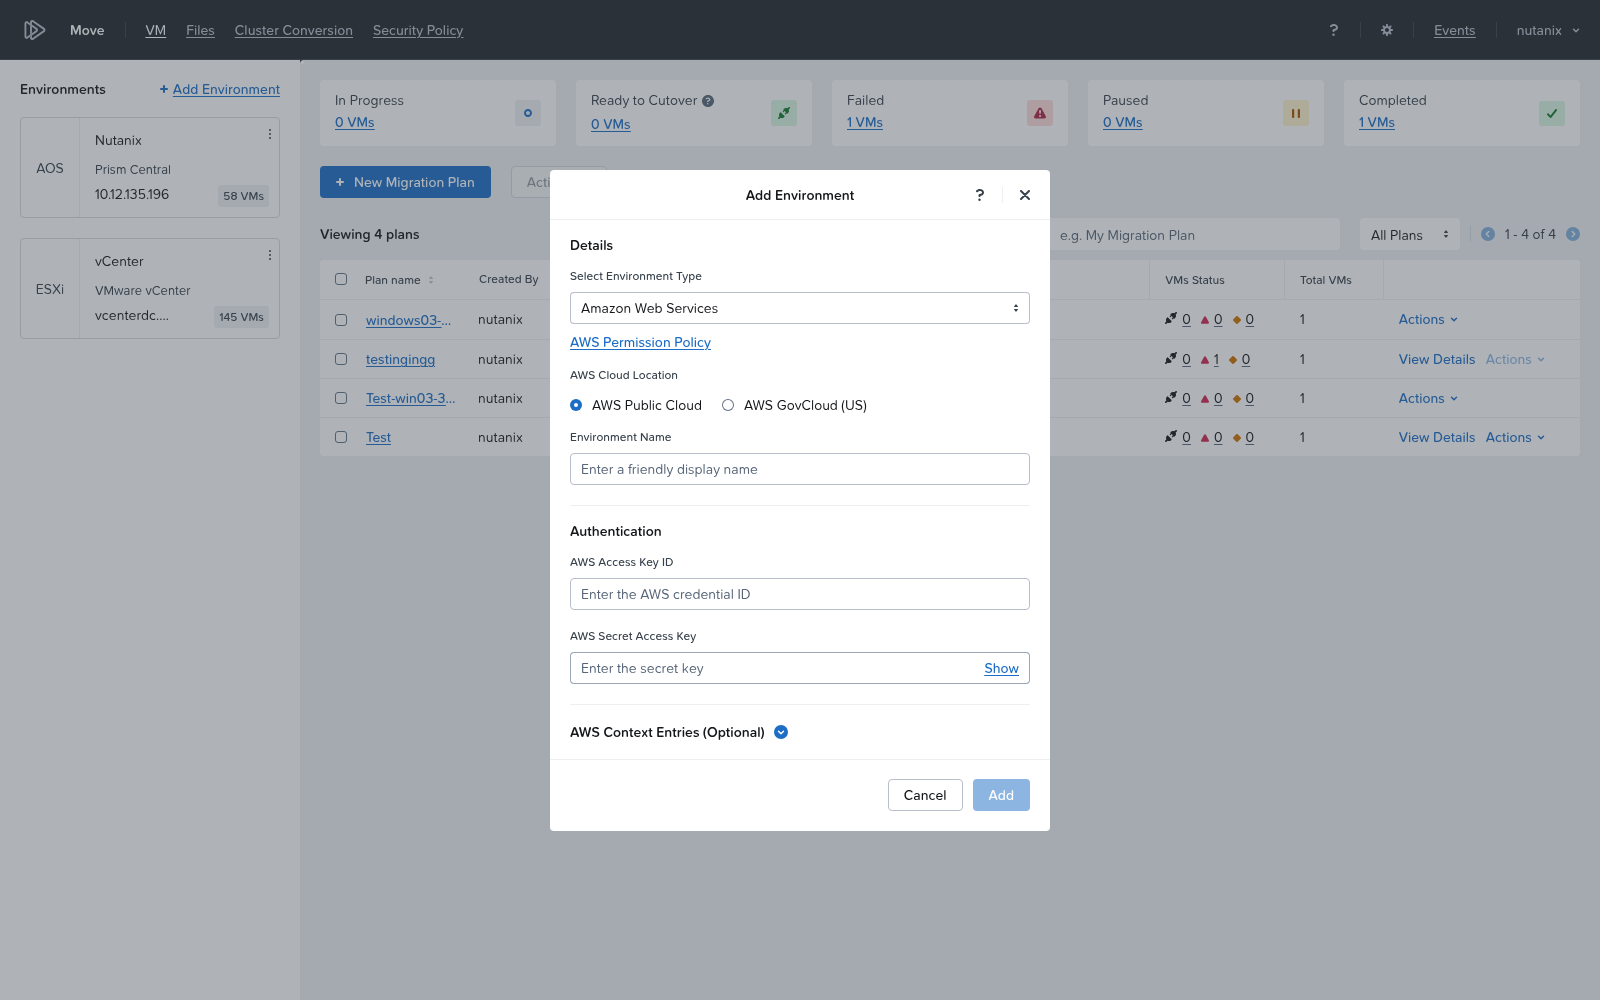 Move
VM
Files
Cluster Conversion
Security Policy
?
Events
nutanix
Environments
+ Add Environment
AOS
Nutanix
Prism Central
10.12.135.196
58 VMs
ESXi
vCenter
VMware vCenter
vcenterdc....
145 VMs
In Progress
0 VMs
Ready to Cutover ?
0 VMs
Failed
1 VMs
Paused
0 VMs
Completed
1 VMs
+ New Migration Plan
Viewing 4 plans
e.g. My Migration Plan
All Plans
1 - 4 of 4
Plan name
Created By
VMs Status
Total VMs
windows03-...
nutanix
0 0 0
1
Actions
testingingg
nutanix
0 1 0
1
View Details
Actions
Test-win03-3...
nutanix
0 0 0
1
Actions
Test
nutanix
0 0 0
1
View Details
Actions
Add Environment
?
Details
Select Environment Type
Amazon Web Services
AWS Permission Policy
AWS Cloud Location
AWS Public Cloud
AWS GovCloud (US)
Environment Name
Enter a friendly display name
Authentication
AWS Access Key ID
Enter the AWS credential ID
AWS Secret Access Key
Enter the secret key
Show
AWS Context Entries (Optional)
Cancel
Add